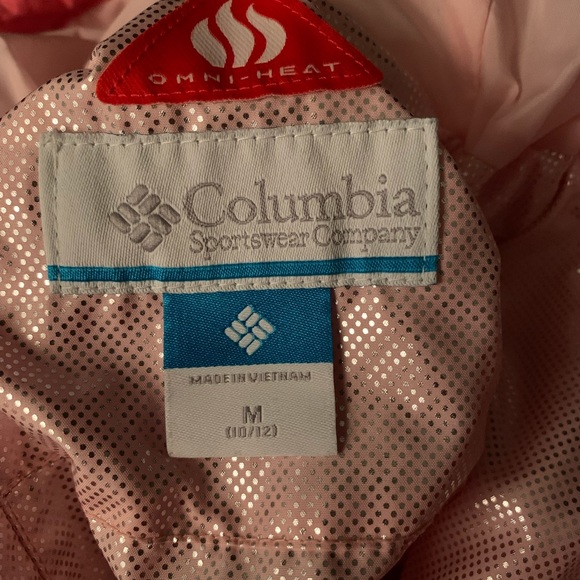 OMNI-HEAT
Columbia
Sportswear Company
MADE IN VIETNAM
M
(10/12)